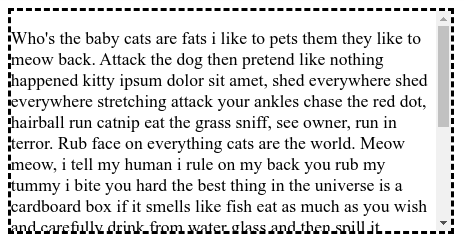 Who's the baby cats are fats i like to pets them they like to
meow back. Attack the dog then pretend like nothing
happened kitty ipsum dolor sit amet, shed everywhere shed
everywhere stretching attack your ankles chase the red dot,
hairball run catnip eat the grass sniff, see owner, run in
terror. Rub face on everything cats are the world. Meow
meow, i tell my human i rule on my back you rub my
tummy i bite you hard the best thing in the universe is a
cardboard box if it smells like fish eat as much as you wish
and carefully drink from water glass and then spill it